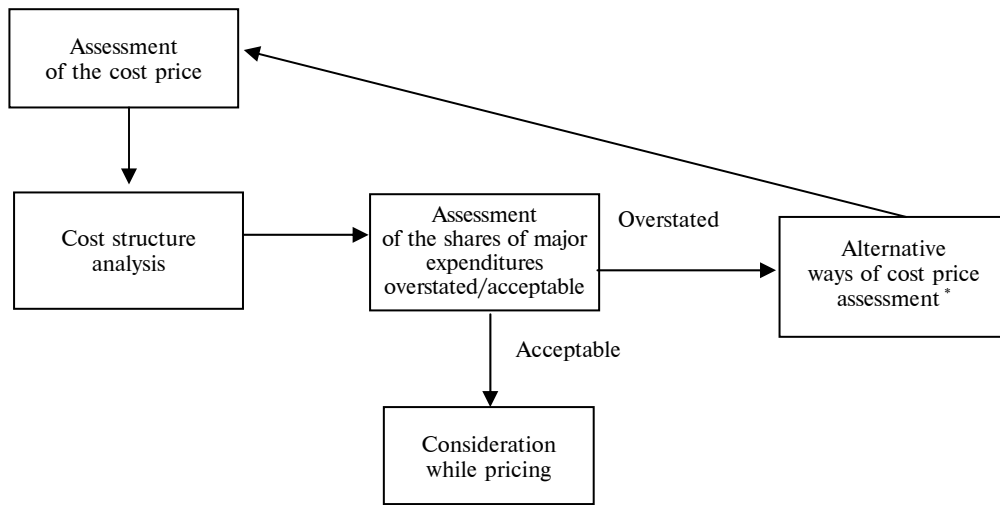 Assessment
of the cost price
Cost structure
analysis
Assessment
of the shares of major
expenditures
overstated/acceptable
Overstated
Alternative
ways of cost price
assessment*
Acceptable
Consideration
while pricing